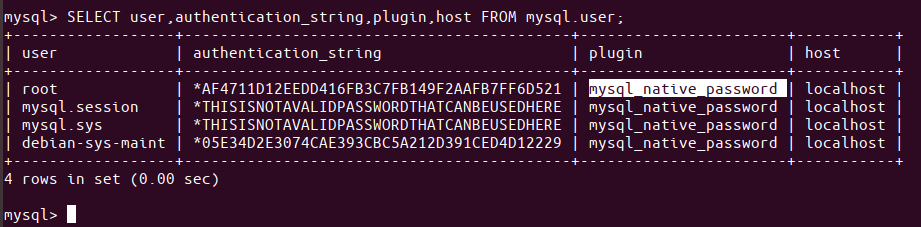 mysql> SELECT user,authentication_string,plugin,host FROM mysql.user;
+------------------+-------------------------------------------+-----------------------+-----------+
| user             | authentication_string                     | plugin                | host      |
+------------------+-------------------------------------------+-----------------------+-----------+
| root             | *AF4711D12EEDD416FB3C7FB149F2AAFB7FF6D521 | mysql_native_password | localhost |
| mysql.session    | *THISISNOTAVALIDPASSWORDTHATCANBEUSEDHERE | mysql_native_password | localhost |
| mysql.sys        | *THISISNOTAVALIDPASSWORDTHATCANBEUSEDHERE | mysql_native_password | localhost |
| debian-sys-maint | *05E34D2E3074CAE393CBC5A212D391CED4D12229 | mysql_native_password | localhost |
+------------------+-------------------------------------------+-----------------------+-----------+
4 rows in set (0.00 sec)
mysql>